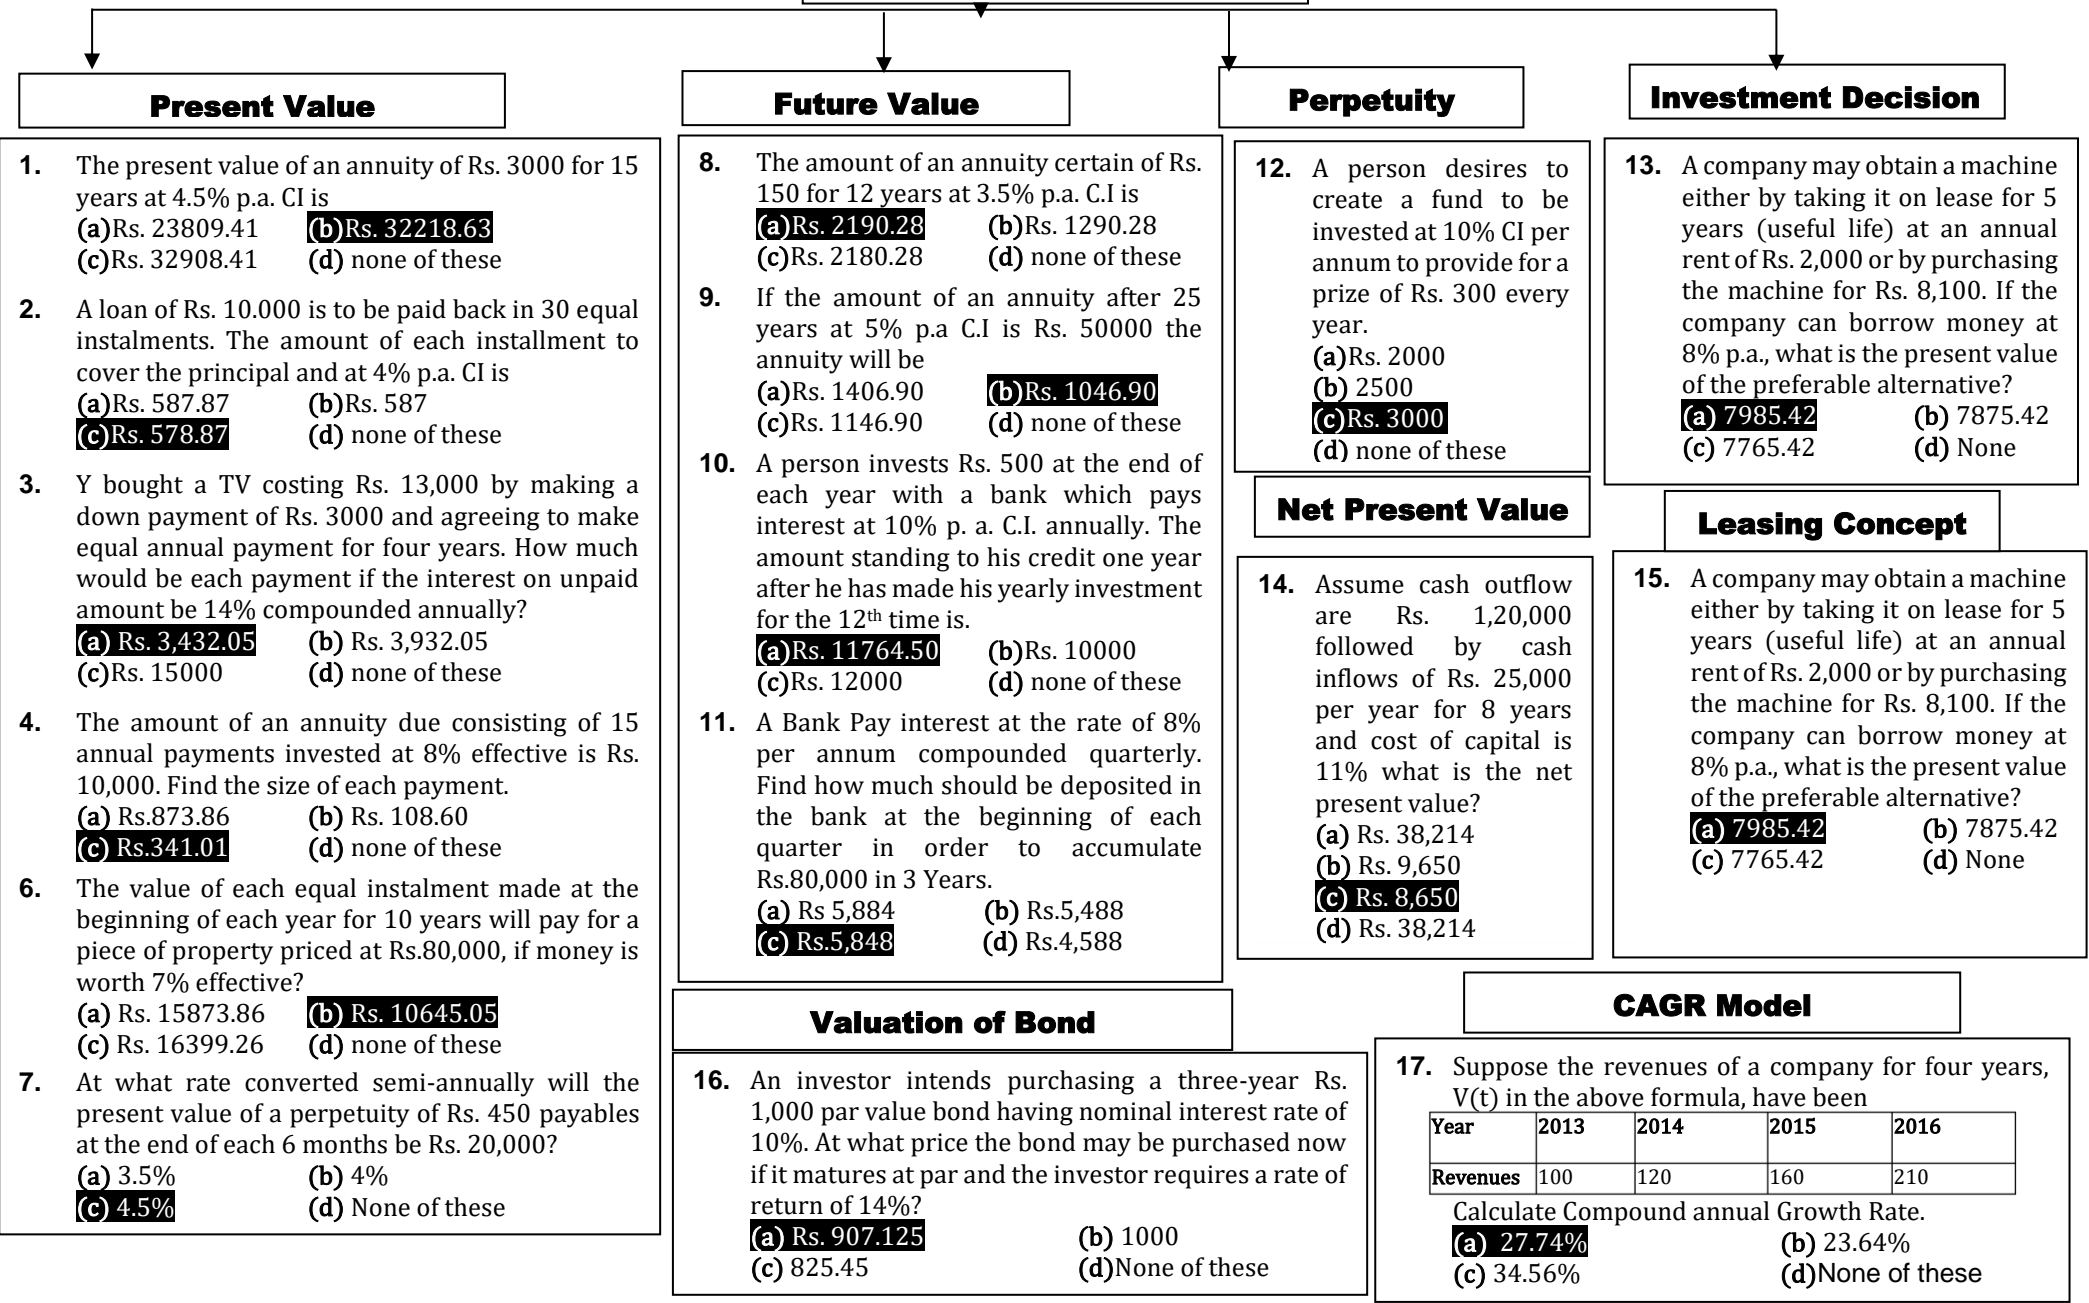 Present Value
1. The present value of an annuity of Rs. 3000 for 15
years at 4.5% p.a. CI is
(a)Rs. 23809.41 (b)Rs. 32218.63
(c)Rs. 32908.41 (d) none of these
2. A loan of Rs. 10.000 is to be paid back in 30 equal
instalments. The amount of each installment to
cover the principal and at 4% p.a. CI is
(a)Rs. 587.87 (b)Rs. 587
(c)Rs. 578.87 (d) none of these
3. Y bought a TV costing Rs. 13,000 by making a
down payment of Rs. 3000 and agreeing to make
equal annual payment for four years. How much
would be each payment if the interest on unpaid
amount be 14% compounded annually?
(a) Rs. 3,432.05 (b) Rs. 3,932.05
(c)Rs. 15000 (d) none of these
4. The amount of an annuity due consisting of 15
annual payments invested at 8% effective is Rs.
10,000. Find the size of each payment.
(a) Rs.873.86 (b) Rs. 108.60
(c) Rs.341.01 (d) none of these
6. The value of each equal instalment made at the
beginning of each year for 10 years will pay for a
piece of property priced at Rs.80,000, if money is
worth 7% effective?
(a) Rs. 15873.86 (b) Rs. 10645.05
(c) Rs. 16399.26 (d) none of these
7. At what rate converted semi-annually will the
present value of a perpetuity of Rs. 450 payables
at the end of each 6 months be Rs. 20,000?
(a) 3.5% (b) 4%
(c) 4.5% (d) None of these
Future Value
8. The amount of an annuity certain of Rs.
150 for 12 years at 3.5% p.a. C.I is
(a)Rs. 2190.28 (b)Rs. 1290.28
(c)Rs. 2180.28 (d) none of these
9. If the amount of an annuity after 25
years at 5% p.a C.I is Rs. 50000 the
annuity will be
(a)Rs. 1406.90 (b)Rs. 1046.90
(c)Rs. 1146.90 (d) none of these
10. A person invests Rs. 500 at the end of
each year with a bank which pays
interest at 10% p. a. C.I. annually. The
amount standing to his credit one year
after he has made his yearly investment
for the 12th time is.
(a)Rs. 11764.50 (b)Rs. 10000
(c)Rs. 12000 (d) none of these
11. A Bank Pay interest at the rate of 8%
per annum compounded quarterly.
Find how much should be deposited in
the bank at the beginning of each
quarter in order to accumulate
Rs.80,000 in 3 Years.
(a) Rs 5,884 (b) Rs.5,488
(c) Rs.5,848 (d) Rs.4,588
Perpetuity
12. A person desires to
create a fund to be
invested at 10% CI per
annum to provide for a
prize of Rs. 300 every
year.
(a)Rs. 2000
(b) 2500
(c)Rs. 3000
(d) none of these
Net Present Value
14. Assume cash outflow
are Rs. 1,20,000
followed by cash
inflows of Rs. 25,000
per year for 8 years
and cost of capital is
11% what is the net
present value?
(a) Rs. 38,214
(b) Rs. 9,650
(c) Rs. 8,650
(d) Rs. 38,214
Investment Decision
13. A company may obtain a machine
either by taking it on lease for 5
years (useful life) at an annual
rent of Rs. 2,000 or by purchasing
the machine for Rs. 8,100. If the
company can borrow money at
8% p.a., what is the present value
of the preferable alternative?
(a) 7985.42 (b) 7875.42
(c) 7765.42 (d) None
Leasing Concept
15. A company may obtain a machine
either by taking it on lease for 5
years (useful life) at an annual
rent of Rs. 2,000 or by purchasing
the machine for Rs. 8,100. If the
company can borrow money at
8% p.a., what is the present value
of the preferable alternative?
(a) 7985.42 (b) 7875.42
(c) 7765.42 (d) None
Valuation of Bond
16. An investor intends purchasing a three-year Rs.
1,000 par value bond having nominal interest rate of
10%. At what price the bond may be purchased now
if it matures at par and the investor requires a rate of
return of 14%?
(a) Rs. 907.125 (b) 1000
(c) 825.45 (d)None of these
CAGR Model
17. Suppose the revenues of a company for four years,
V(t) in the above formula, have been
Year 2013 2014 2015 2016
Revenues 100 120 160 210
Calculate Compound annual Growth Rate.
(a) 27.74% (b) 23.64%
(c) 34.56% (d)None of these